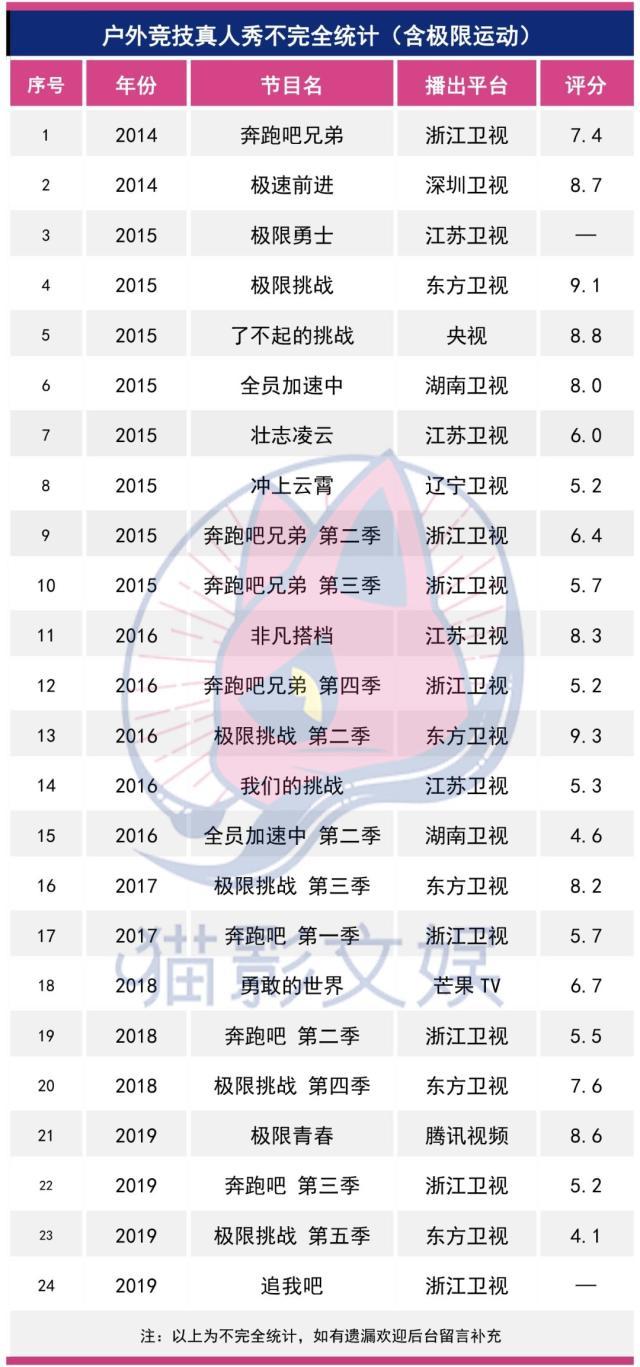 户外竞技真人秀不完全统计（含极限运动）
序号 年份 节目名 播出平台 评分
1 2014 奔跑吧兄弟 浙江卫视 7.4
2 2014 极速前进 深圳卫视 8.7
3 2015 极限勇士 江苏卫视 —
4 2015 极限挑战 东方卫视 9.1
5 2015 了不起的挑战 央视 8.8
6 2015 全员加速中 湖南卫视 8.0
7 2015 壮志凌云 江苏卫视 6.0
8 2015 冲上云霄 辽宁卫视 5.2
9 2015 奔跑吧兄弟 第二季 浙江卫视 6.4
10 2015 奔跑吧兄弟 第三季 浙江卫视 5.7
11 2016 非凡搭档 江苏卫视 8.3
12 2016 奔跑吧兄弟 第四季 浙江卫视 5.2
13 2016 极限挑战 第二季 东方卫视 9.3
14 2016 我们的挑战 江苏卫视 5.3
15 2016 全员加速中 第二季 湖南卫视 4.6
16 2017 极限挑战 第三季 东方卫视 8.2
17 2017 奔跑吧 第一季 浙江卫视 5.7
猫影文娱
18 2018 勇敢的世界 芒果 TV 6.7
19 2018 奔跑吧 第二季 浙江卫视 5.5
20 2018 极限挑战 第四季 东方卫视 7.6
21 2019 极限青春 腾讯视频 8.6
22 2019 奔跑吧 第三季 浙江卫视 5.2
23 2019 极限挑战 第五季 东方卫视 4.1
24 2019 追我吧 浙江卫视 —
注：以上为不完全统计，如有遗漏欢迎后台留言补充